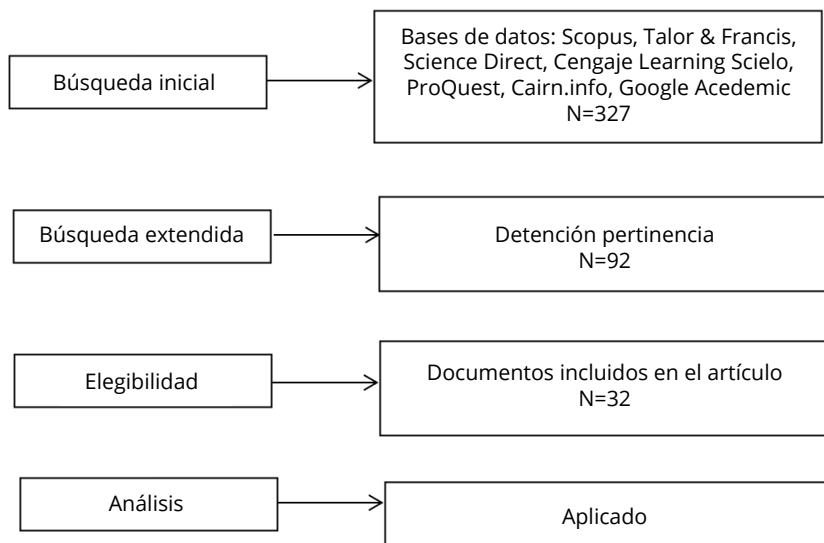 Búsqueda inicial
Bases de datos: Scopus, Talor & Francis,
Science Direct, Cengaje Learning Scielo,
ProQuest, Cairn.info, Google Acedemic
N=327
Búsqueda extendida
Detención pertinencia
N=92
Elegibilidad
Documentos incluidos en el artículo
N=32
Análisis
Aplicado